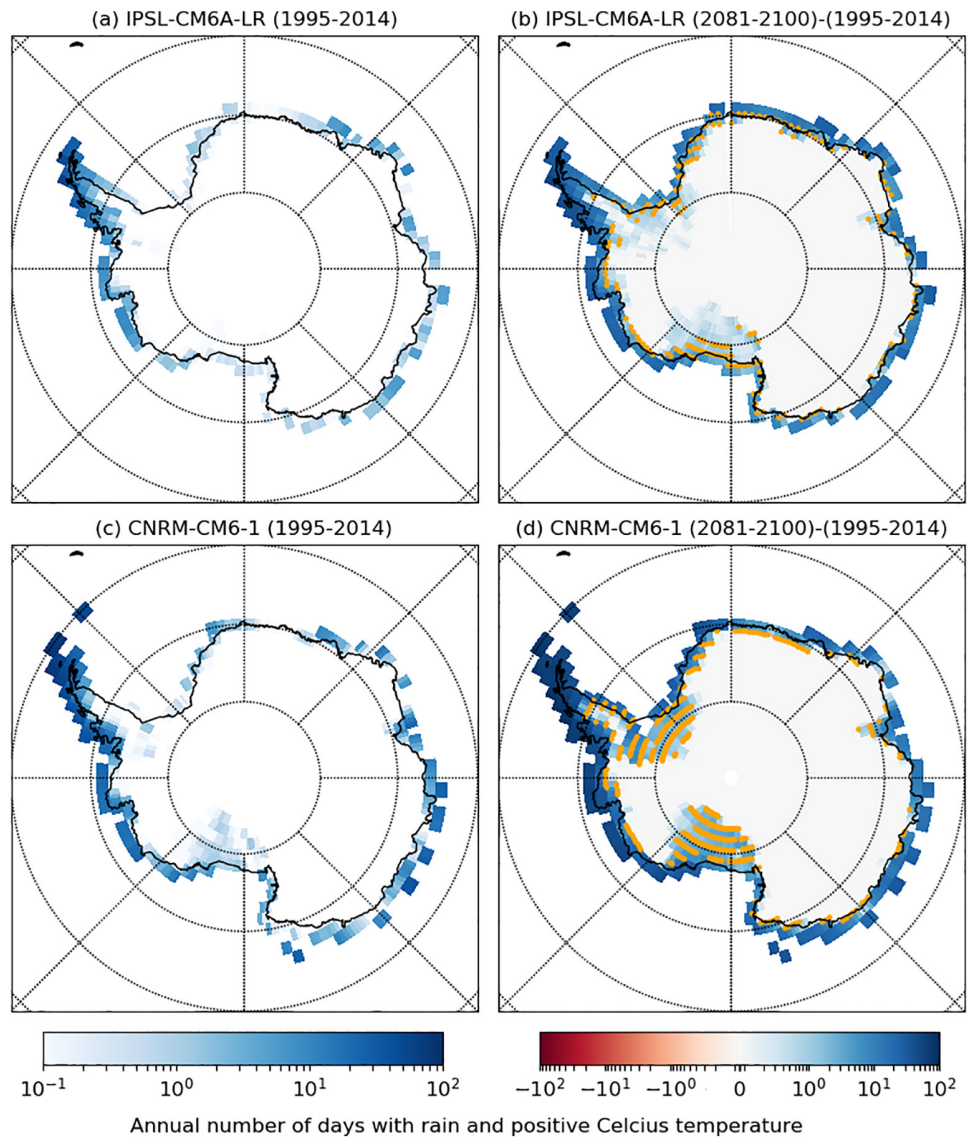 (a) IPSL-CM6A-LR (1995-2014)
(b) IPSL-CM6A-LR (2081-2100)-(1995-2014)
(c) CNRM-CM6-1 (1995-2014)
(d) CNRM-CM6-1 (2081-2100)-(1995-2014)
10⁻¹ 10⁰ 10¹ 10²
-10² -10¹ -10⁰ 0 10⁰ 10¹ 10²
Annual number of days with rain and positive Celcius temperature